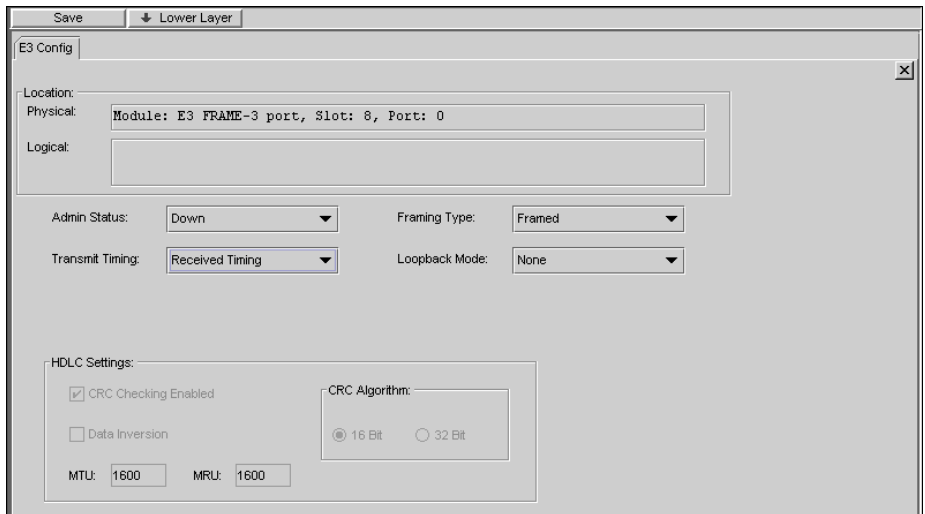 Save Lower Layer
E3 Config
Location:
Physical: Module: E3 FRAME-3 port, Slot: 8, Port: 0
Logical:
Admin Status: Down Framing Type: Framed
Transmit Timing: Received Timing Loopback Mode: None
HDLC Settings:
CRC Checking Enabled CRC Algorithm:
Data Inversion 16 Bit 32 Bit
MTU: 1600 MRU: 1600